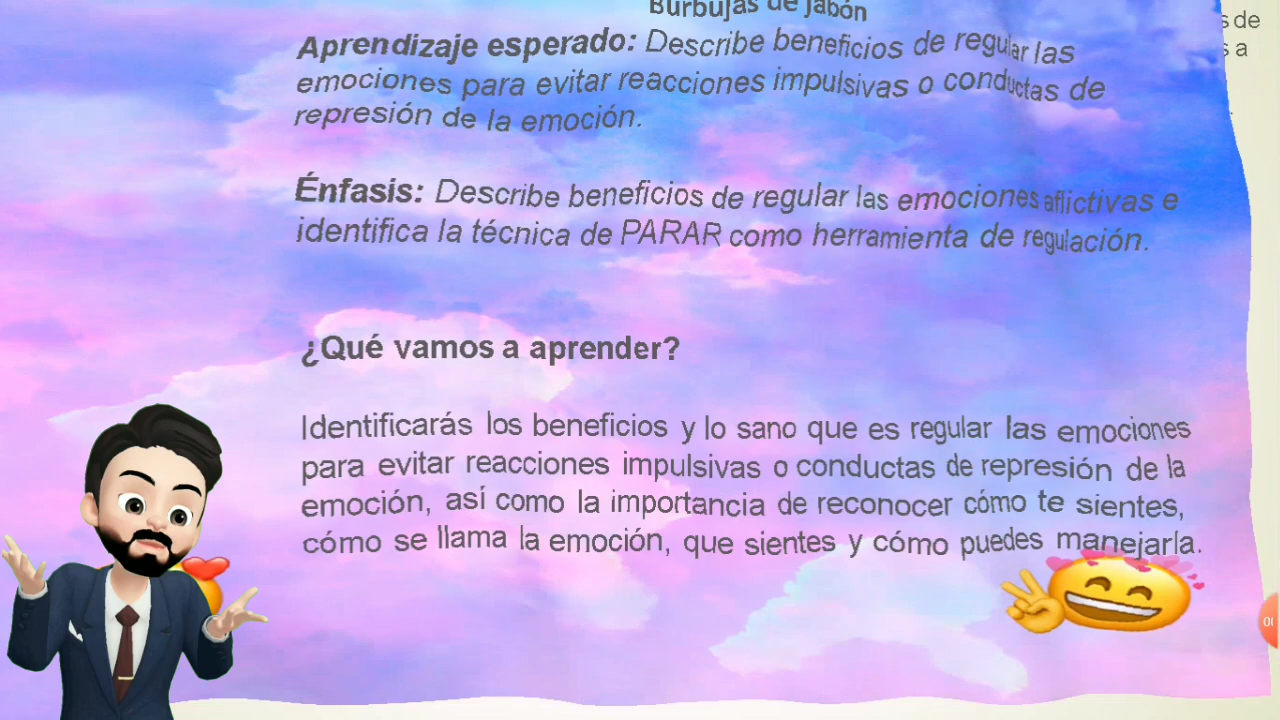 Burbujas de jabón
Aprendizaje esperado: Describe beneficios de regular las
emociones para evitar reacciones impulsivas o conductas de
represión de la emoción.
Énfasis: Describe beneficios de regular las emociones aflictivas e
identifica la técnica de PARAR como herramienta de regulación.
¿Qué vamos a aprender?
Identificarás los beneficios y lo sano que es regular las emociones
para evitar reacciones impulsivas o conductas de represión de la
emoción, así como la importancia de reconocer cómo te sientes,
cómo se llama la emoción, que sientes y cómo puedes manejarla.
s de
s a